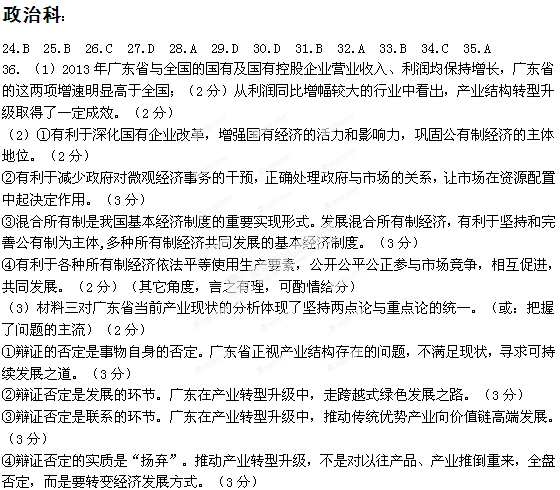 政治科：
24.B 25.B 26.C 27.D 28.A 29.D 30.D 31.B 32.A 33.B 34.C 35.A
36.（1）2013年广东省与全国的国有及国有控股企业营业收入、利润均保持增长，广东省
的这两项增速明显高于全国；（2分）从利润同比增幅较大的行业中看出，产业结构转型升
级取得了一定成效。（2分）
（2）①有利于深化国有企业改革，增强国有经济的活力和影响力，巩固公有制经济的主体
地位。（2分）
②有利于减少政府对微观经济事务的干预，正确处理政府与市场的关系，让市场在资源配置
中起决定作用。（3分）
③混合所有制是我国基本经济制度的重要实现形式。发展混合所有制经济，有利于坚持和完
善公有制为主体,多种所有制经济共同发展的基本经济制度。（3分）
④有利于各种所有制经济依法平等使用生产要素，公开公平公正参与市场竞争，相互促进，
共同发展。（2分）（其它角度，言之有理，可酌情给分）
（3）材料三对广东省当前产业现状的分析体现了坚持两点论与重点论的统一。（或：把握
了问题的主流）（2分）
①辩证的否定是事物自身的否定。广东省正视产业结构存在的问题，不满足现状，寻求可持
续发展之道。（3分）
②辩证否定是发展的环节。广东在产业转型升级中，走跨越式绿色发展之路。（3分）
③辩证否定是联系的环节。广东在产业转型升级中，推动传统优势产业向价值链高端发展。
（3分）
④辩证否定的实质是“扬弃”。推动产业转型升级，不是对以往产品、产业推倒重来，全盘
否定，而是要转变经济发展方式。（3分）